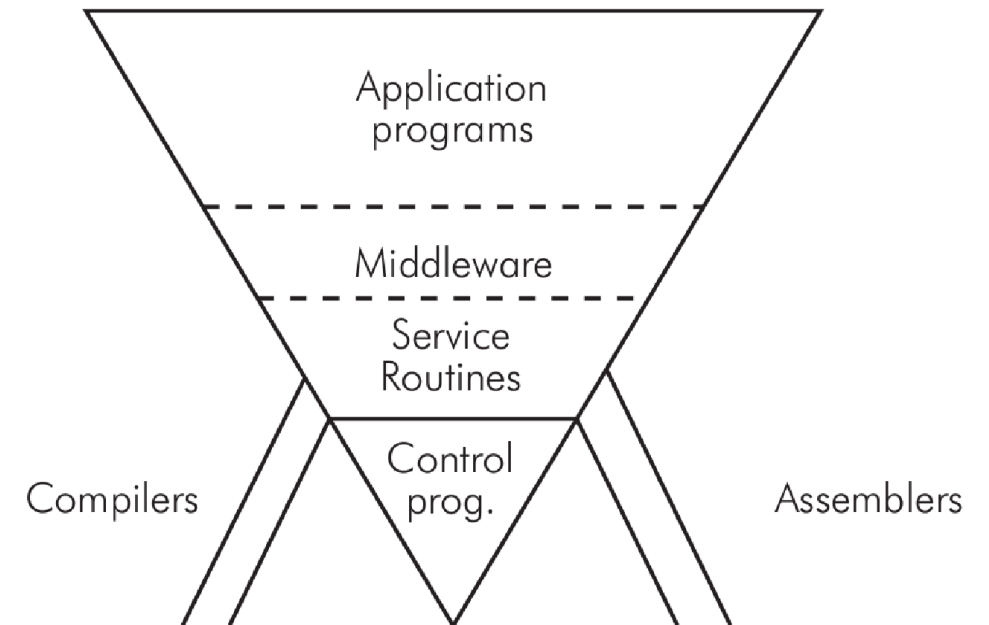 Application
programs
Middleware
Service
Routines
Control
prog.
Compilers
Assemblers